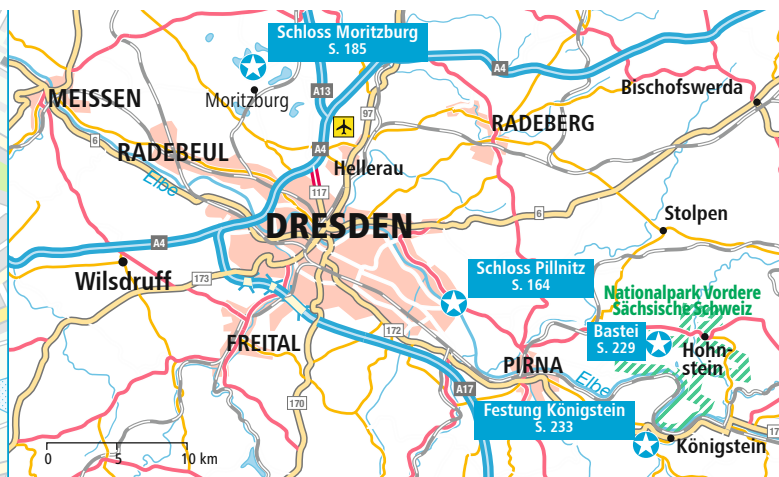 Schloss Moritzburg
S. 185
A4
Bischofswerda
MEISSEN
Moritzburg
A13
97
RADEBERG
6
RADEBEUL
A4
Hellerau
Elbe
117
DRESDEN
6
Stolpen
A4
Wilsdruff
173
Schloss Pillnitz
S. 164
Nationalpark Vordere
Sächsische Schweiz
Bastei
S. 229
Hohn-
stein
172
FREITAL
PIRNA
Elbe
A17
170
Festung Königstein
S. 233
Königstein
0 5 10 km